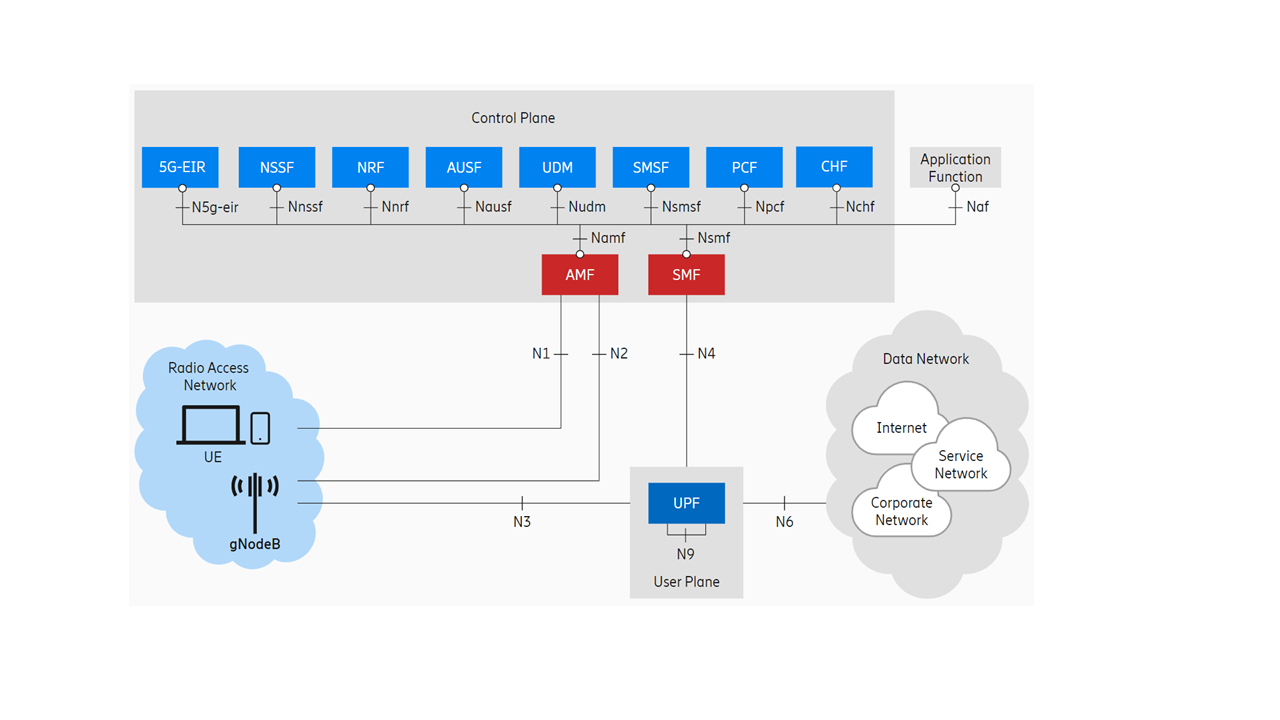 Control Plane
5G-EIR
NSSF
NRF
AUSF
UDM
SMSF
PCF
CHF
Application
Function
N5g-eir
Nnssf
Nnrf
Nausf
Nudm
Nsmsf
Npcf
Nchf
Naf
Namf
Nsmf
AMF
SMF
N1
N2
N4
Radio Access
Network
UE
gNodeB
N3
UPF
N9
User Plane
N6
Data Network
Internet
Service
Network
Corporate
Network